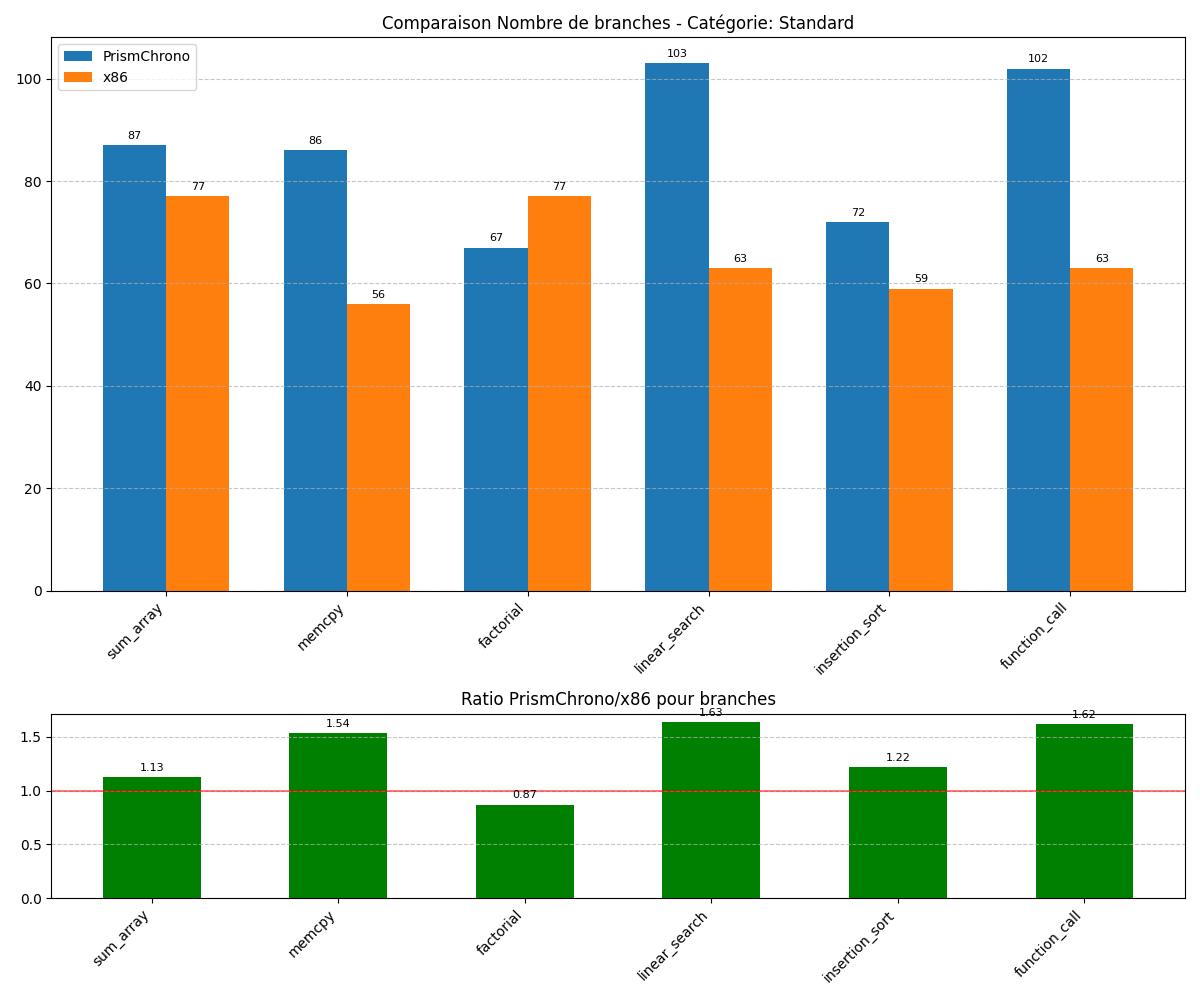 Comparaison Nombre de branches - Catégorie: Standard
PrismChrono
x86
100
80
60
40
20
0
87
77
86
56
67
77
103
63
72
59
102
63
sum_array
memcpy
factorial
linear_search
insertion_sort
function_call
Ratio PrismChrono/x86 pour branches
1.5
1.0
0.5
0.0
1.13
1.54
0.87
1.63
1.22
1.62
sum_array
memcpy
factorial
linear_search
insertion_sort
function_call